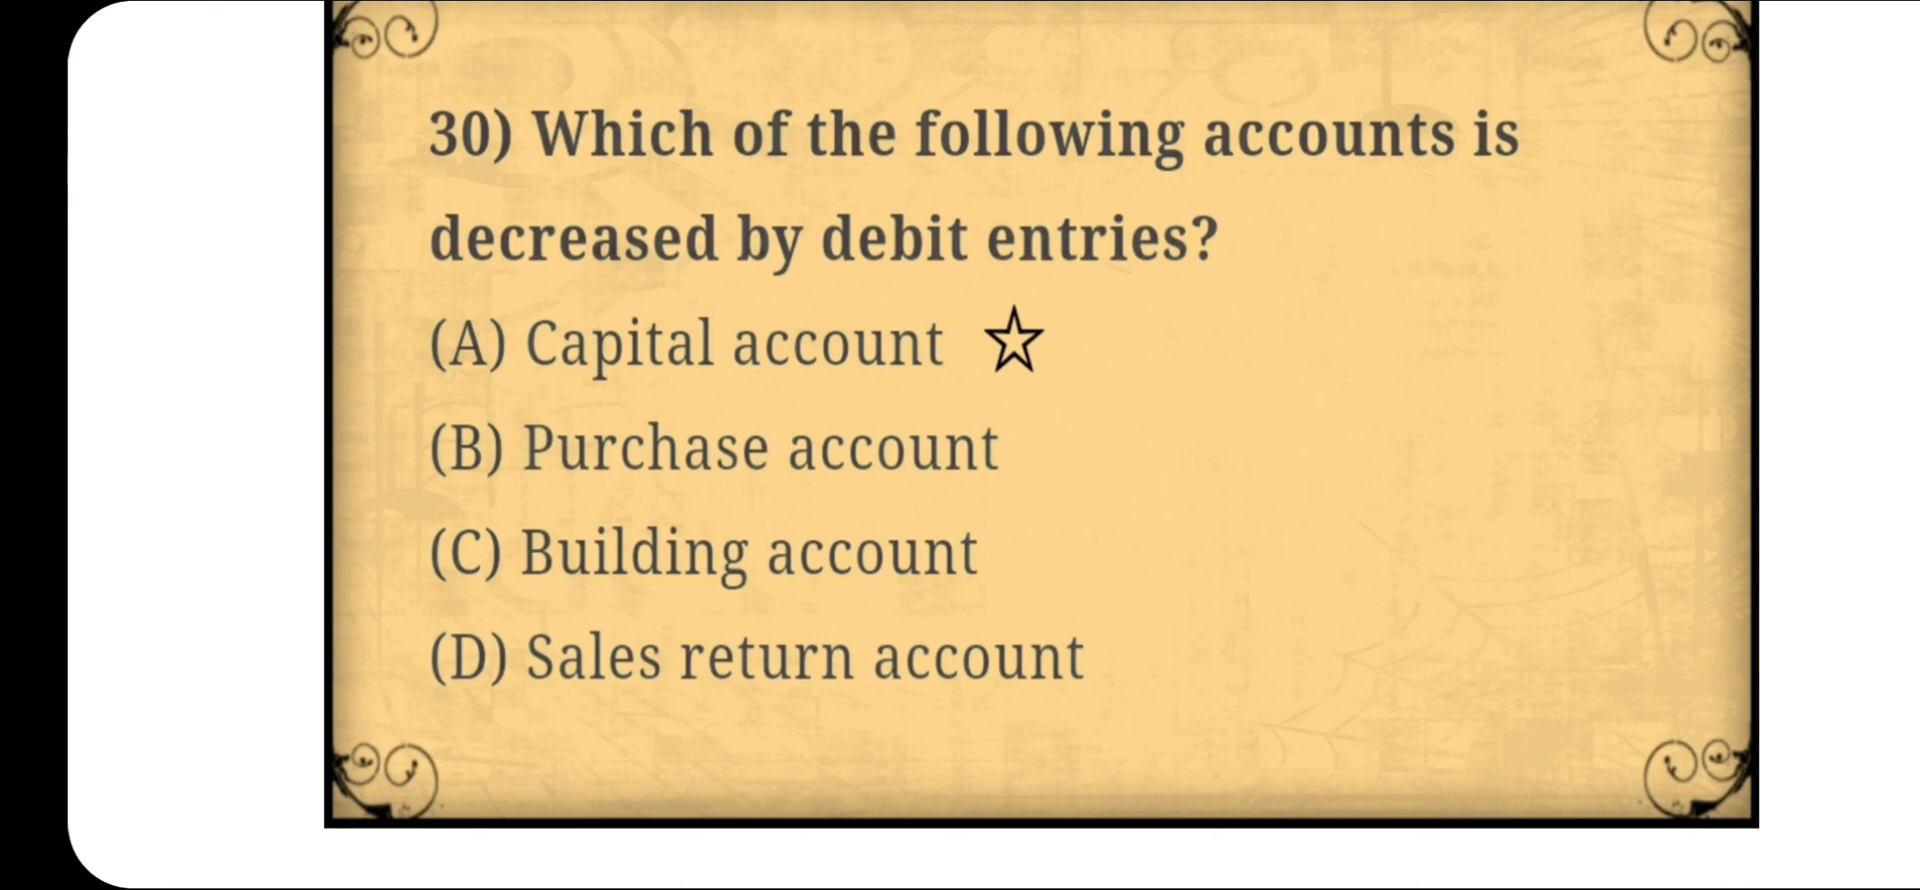 30) Which of the following accounts is
decreased by debit entries?
(A) Capital account ☆
(B) Purchase account
(C) Building account
(D) Sales return account